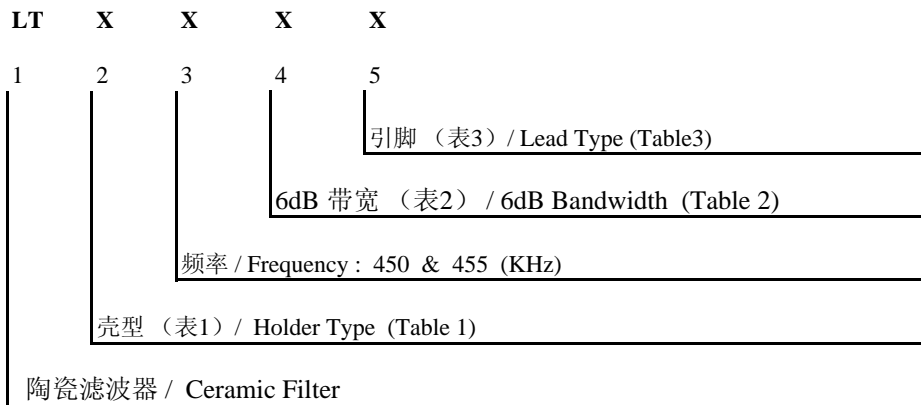 LT X X X X
1 2 3 4 5
引脚 （表3）/ Lead Type (Table3)
6dB 带宽 （表2） / 6dB Bandwidth (Table 2)
频率 / Frequency : 450 & 455 (KHz)
壳型 （表1）/ Holder Type (Table 1)
陶瓷滤波器 / Ceramic Filter